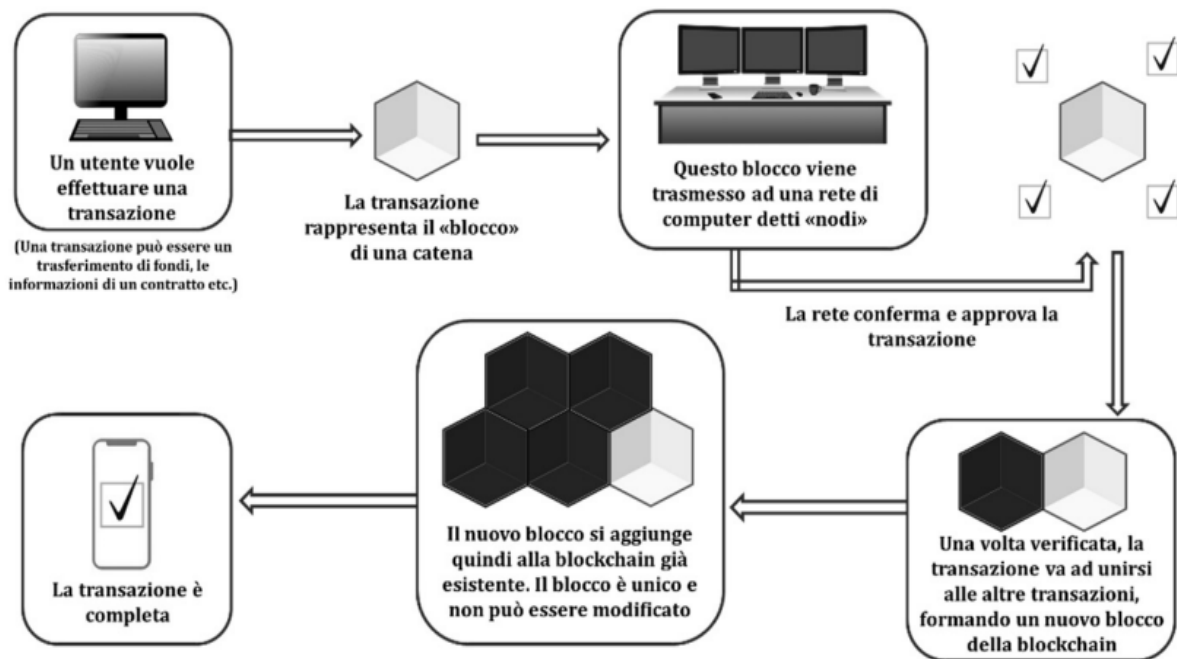 Un utente vuole
effettuare una
transazione
(Una transazione può essere un
trasferimento di fondi, le
informazioni di un contratto etc.)
La transazione
rappresenta il «blocco»
di una catena
Questo blocco viene
trasmesso ad una rete di
computer detti «nodi»
La rete conferma e approva la
transazione
Una volta verificata, la
transazione va ad unirsi
alle altre transazioni,
formando un nuovo blocco
della blockchain
Il nuovo blocco si aggiunge
quindi alla blockchain già
esistente. Il blocco è unico e
non può essere modificato
La transazione è
completa